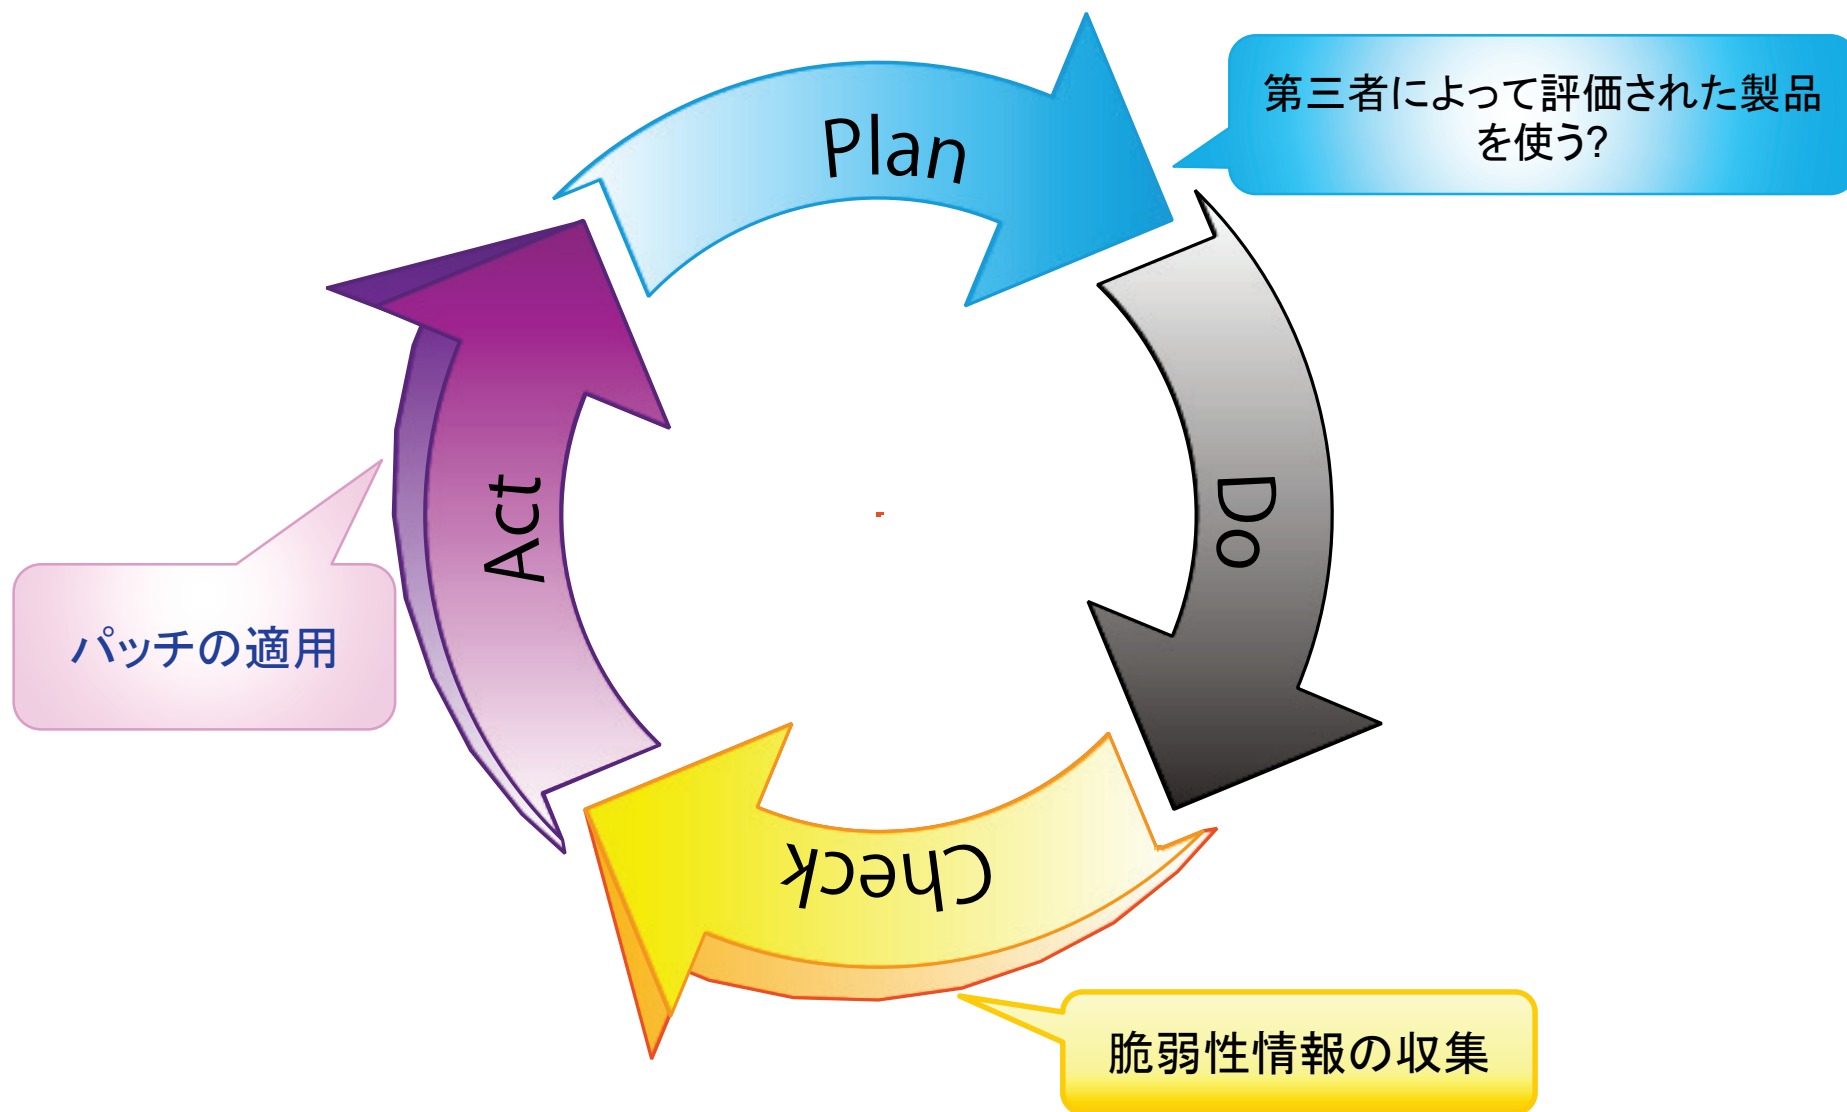 Plan
第三者によって評価された製品
を使う?
Do
Act
パッチの適用
Check
脆弱性情報の収集